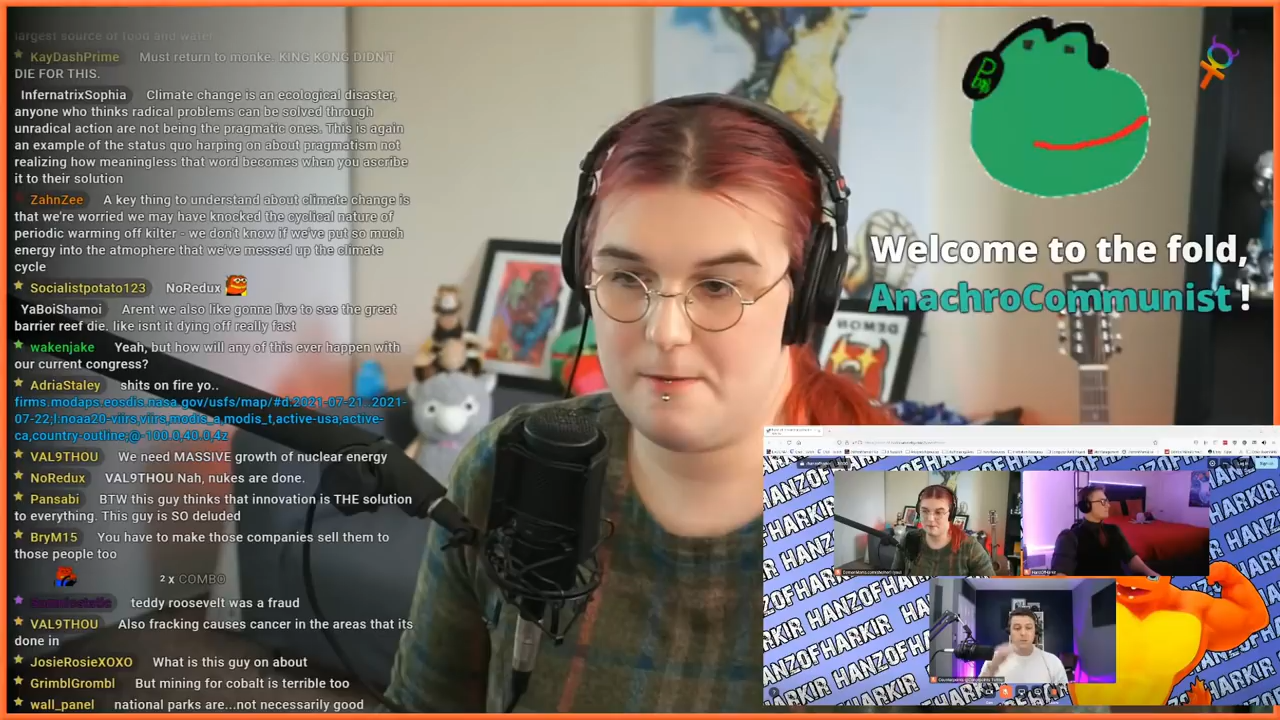 largest source of food and water
KayDashPrime Must return to monke. KING KONG DIDN'T
DIE FOR THIS.
InfernatrixSophia Climate change is an ecological disaster,
anyone who thinks radical problems can be solved through
unradical action are not being the pragmatic ones. This is again
an example of the status quo harping on about pragmatism not
realizing how meaningless that word becomes when you ascribe
it to their solution
ZahnZee A key thing to understand about climate change is
that we're worried we may have knocked the cyclical nature of
periodic warming off kilter - we don't know if we've put so much
energy into the atmophere that we've messed up the climate
cycle
Socialistpotato123 NoRedux
YaBoiShamoi Arent we also like gonna live to see the great
barrier reef die. like isnt it dying off really fast
wakenjake Yeah, but how will any of this ever happen with
our current congress?
AdriaStaley shits on fire yo..
firms.modaps.eosdis.nasa.gov/usfs/map/#d:2021-07-21..2021-
07-22;l:noaa20-viirs,viirs,modis_a,modis_t,active-usa,active-
ca,country-outline;@-100.0,40.0,4z
VAL9THOU We need MASSIVE growth of nuclear energy
NoRedux VAL9THOU Nah, nukes are done.
Pansabi BTW this guy thinks that innovation is THE solution
to everything. This guy is SO deluded
BryM15 You have to make those companies sell them to
those people too
2 x COMBO
teddy roosevelt was a fraud
VAL9THOU Also fracking causes cancer in the areas that its
done in
JosieRosieXOXO What is this guy on about
GrimblGrombl But mining for cobalt is terrible too
wall_panel national parks are...not necessarily good
Welcome to the fold,
AnachroCommunist !
DEMON
HANZOFHARKIR
HANZOFHARKIR
HANZOFHARKIR